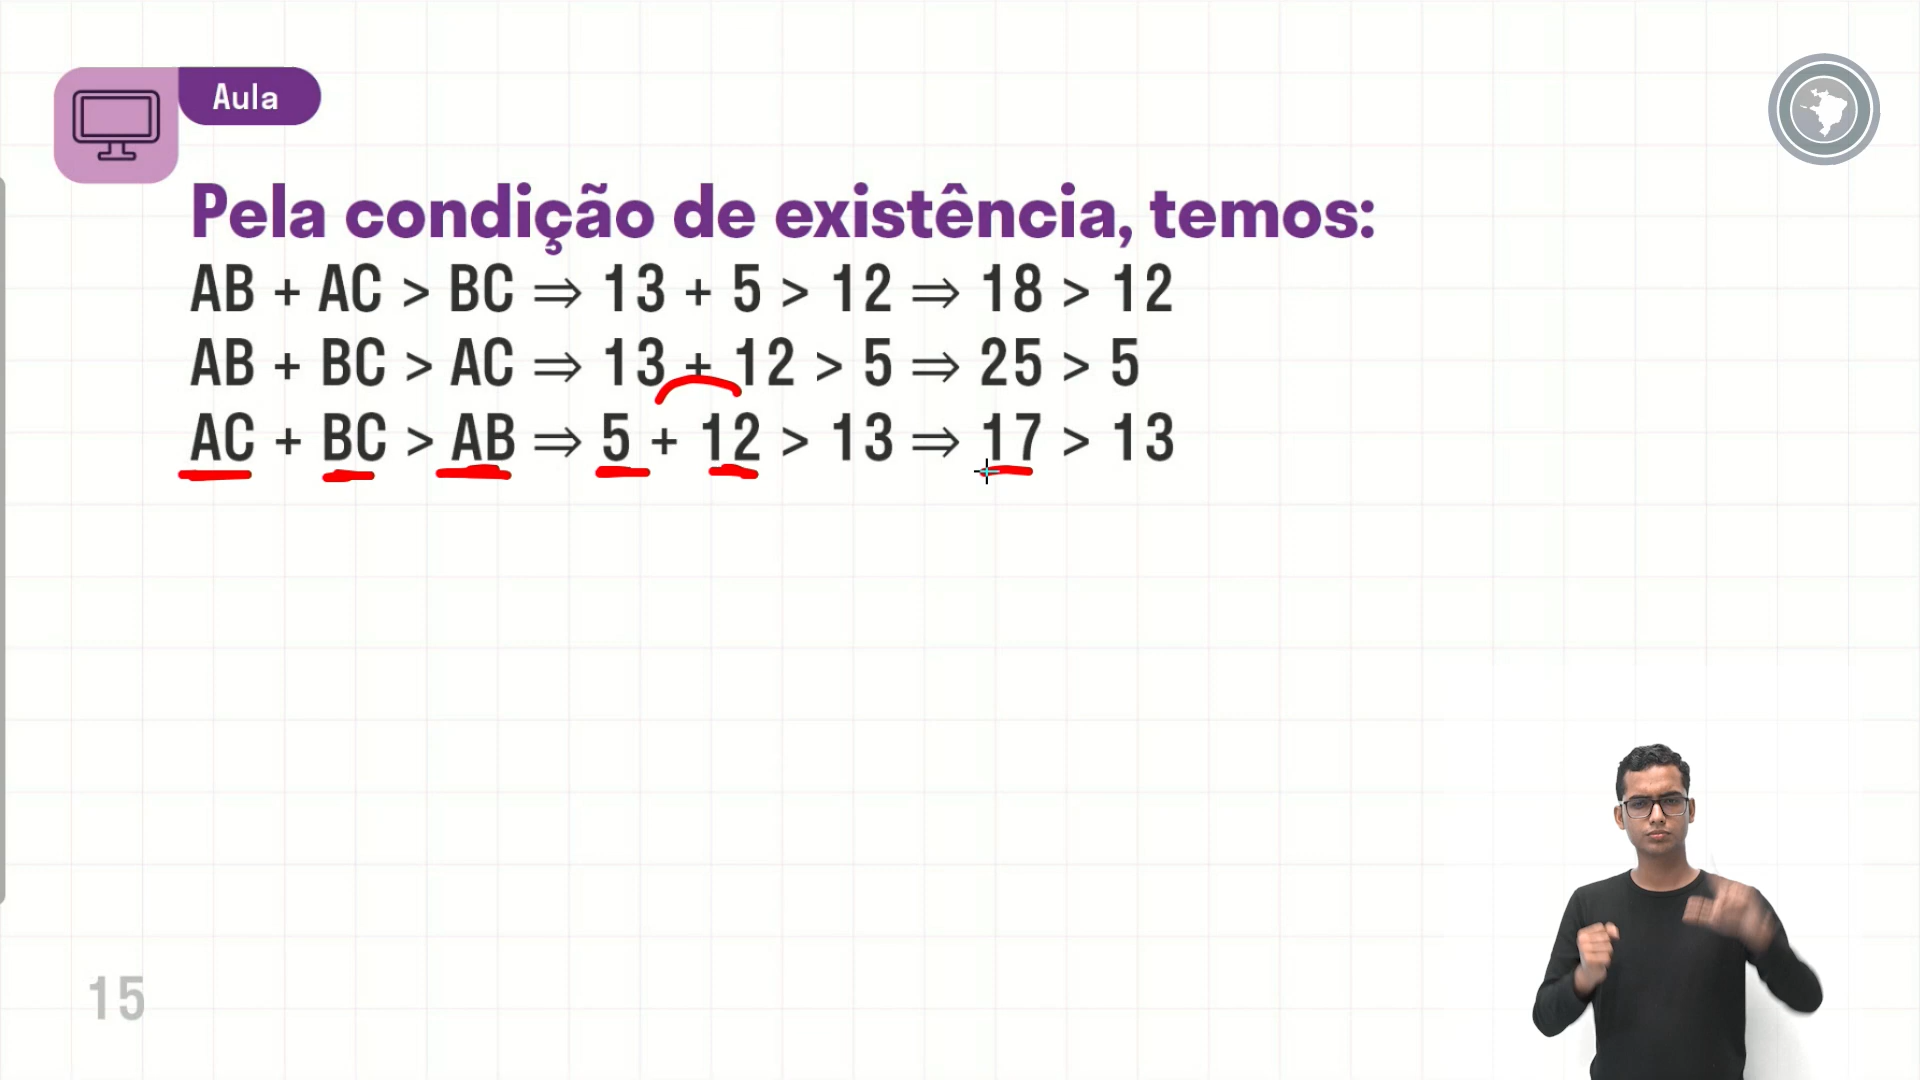 Aula
Pela condição de existência, temos:
AB + AC > BC ⇒ 13 + 5 > 12 ⇒ 18 > 12
AB + BC > AC ⇒ 13 + 12 > 5 ⇒ 25 > 5
AC + BC > AB ⇒ 5 + 12 > 13 ⇒ 17 > 13
15